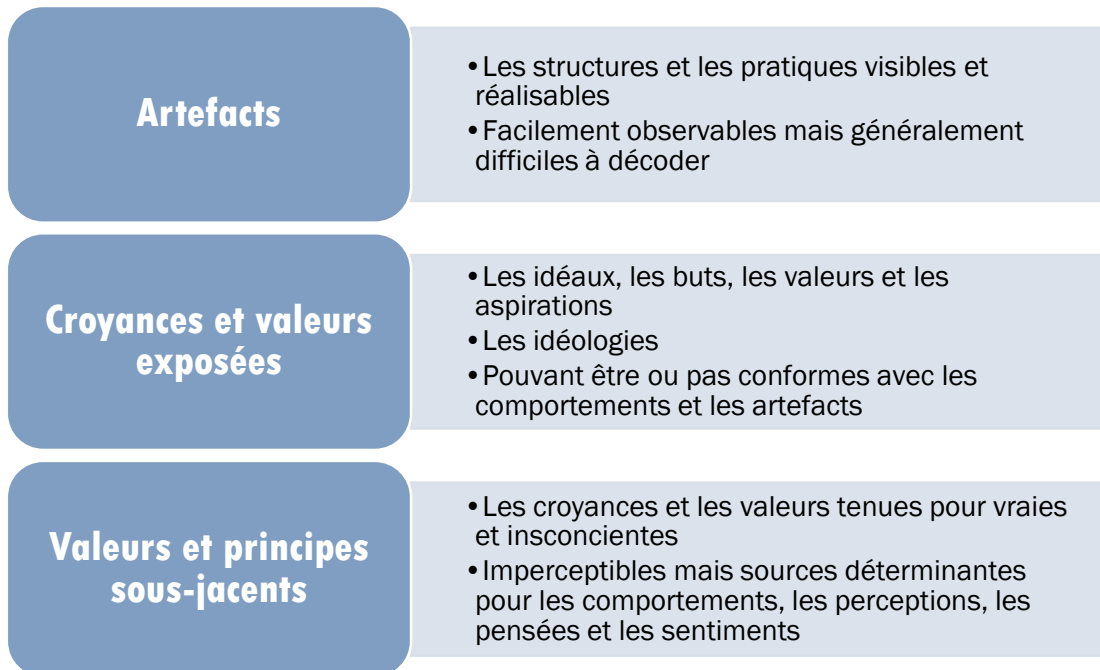 Artefacts
•Les structures et les pratiques visibles et
réalisables
•Facilement observables mais généralement
difficiles à décoder
Croyances et valeurs
exposées
•Les idéaux, les buts, les valeurs et les
aspirations
•Les idéologies
•Pouvant être ou pas conformes avec les
comportements et les artefacts
Valeurs et principes
sous-jacents
•Les croyances et les valeurs tenues pour vraies
et insconcientes
•Imperceptibles mais sources déterminantes
pour les comportements, les perceptions, les
pensées et les sentiments